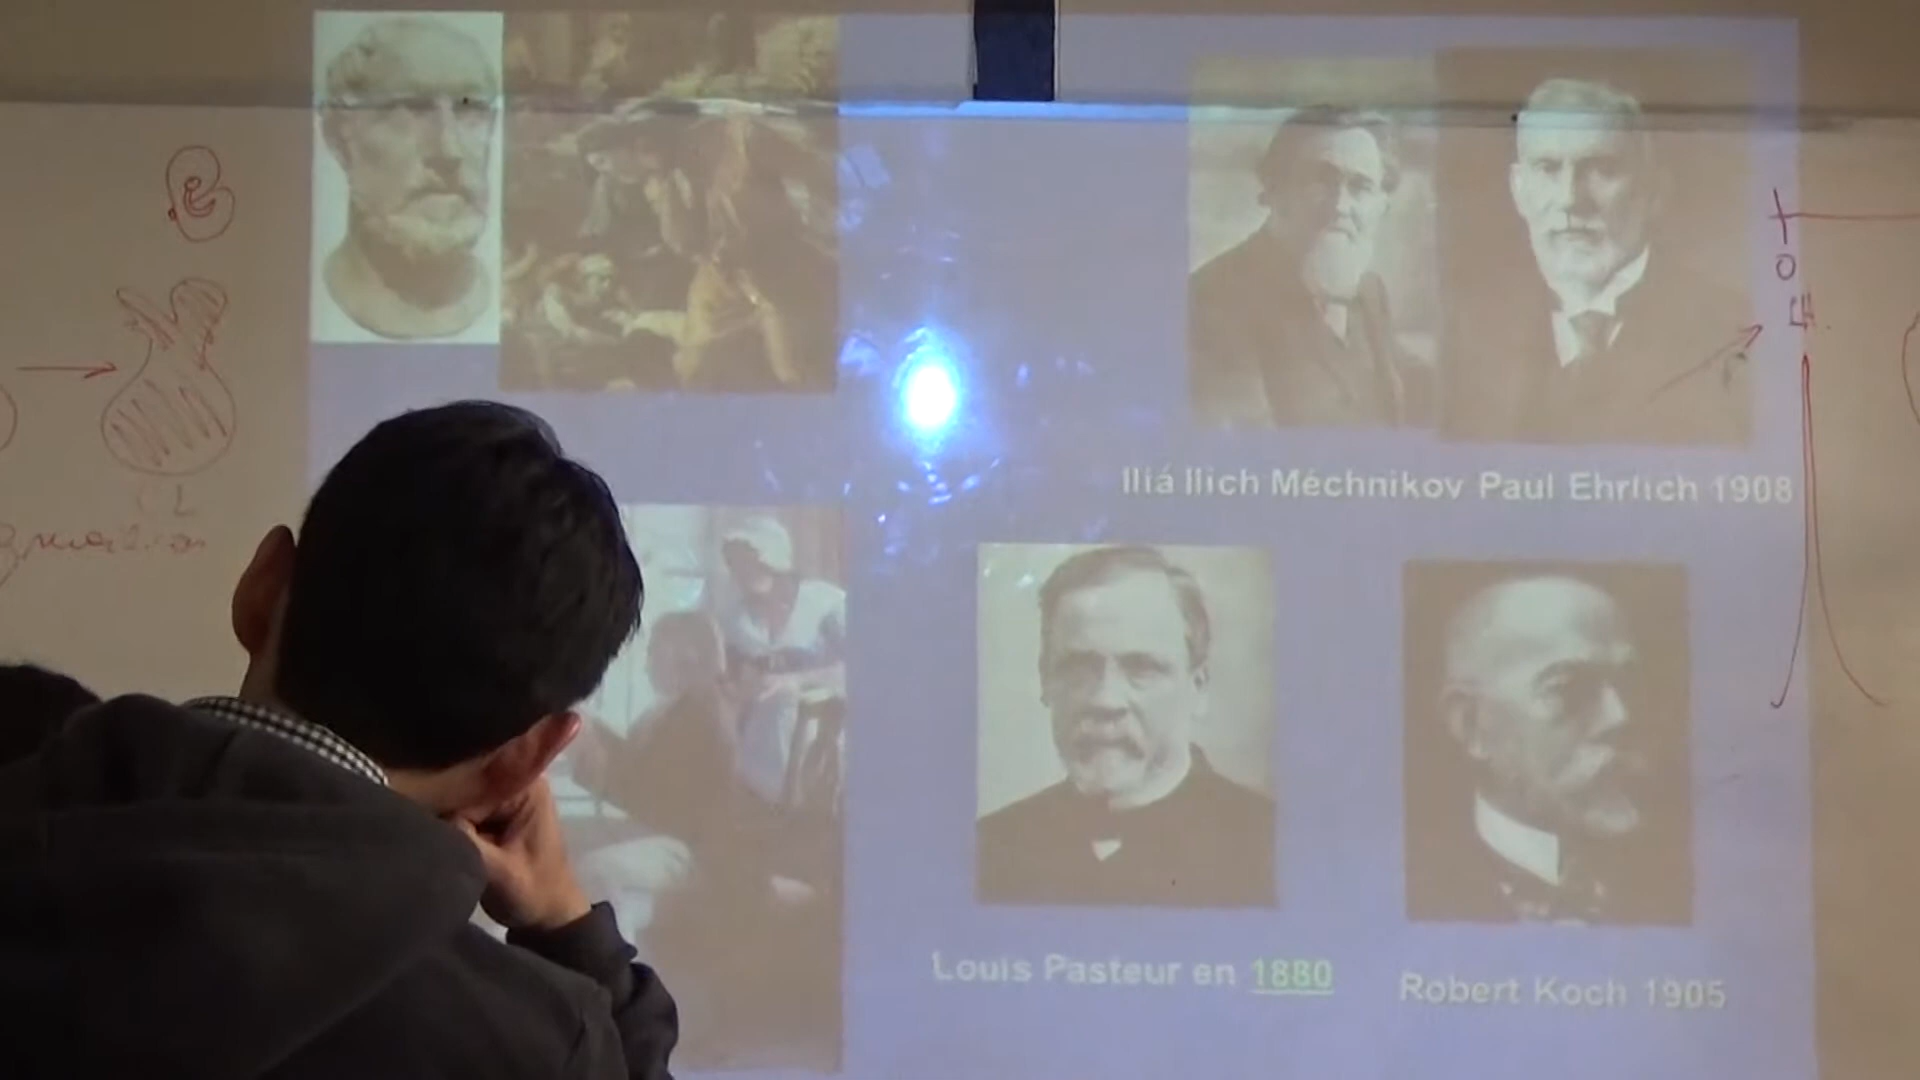 Iliá Ilich Méchnikov Paul Ehrlich 1908
Louis Pasteur en 1880
Robert Koch 1905